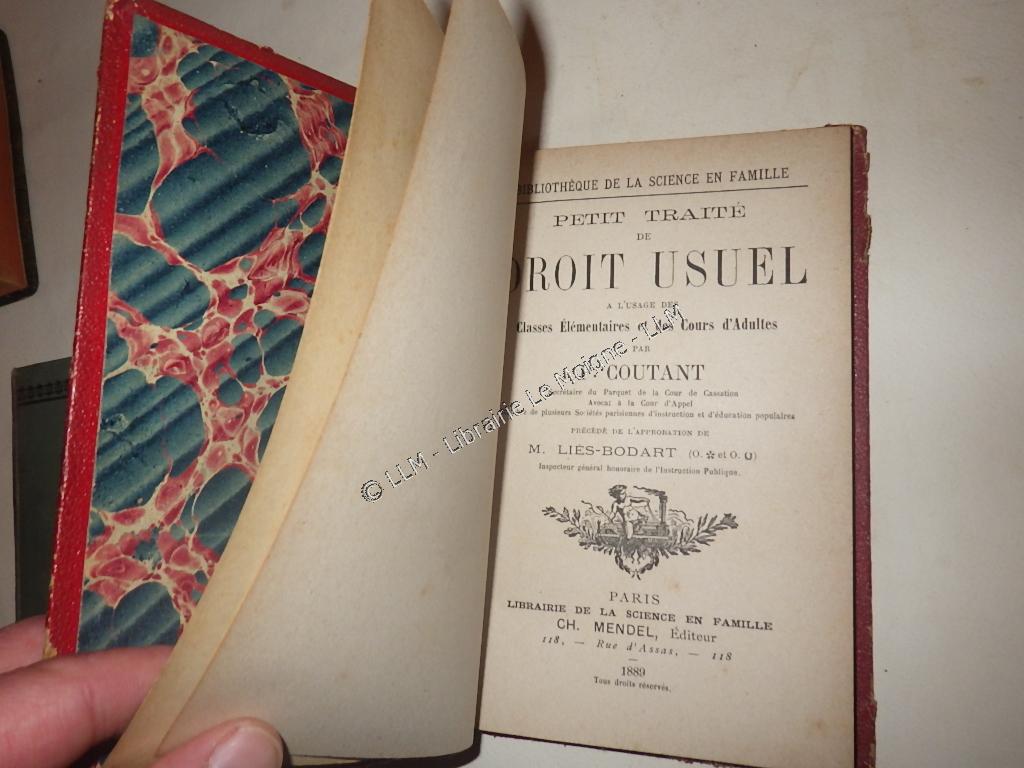 BIBLIOTHÈQUE DE LA SCIENCE EN FAMILLE
PETIT TRAITÉ
DE
DROIT USUEL
A L'USAGE DES
Classes Élémentaires et des Cours d'Adultes
PAR
COUTANT
Secrétaire du Parquet de la Cour de Cassation
Avocat à la Cour d'Appel
de plusieurs Sociétés parisiennes d'instruction et d'éducation populaires
PRÉCÉDÉ DE L'APPROBATION DE
M. LIÈS-BODART (O. ✲ et O. U)
Inspecteur général honoraire de l'Instruction Publique.
PARIS
LIBRAIRIE DE LA SCIENCE EN FAMILLE
CH. MENDEL, Éditeur
118, — Rue d'Assas, — 118
1889
Tous droits réservés.
© LLM - Librairie Le Moigne - LLM